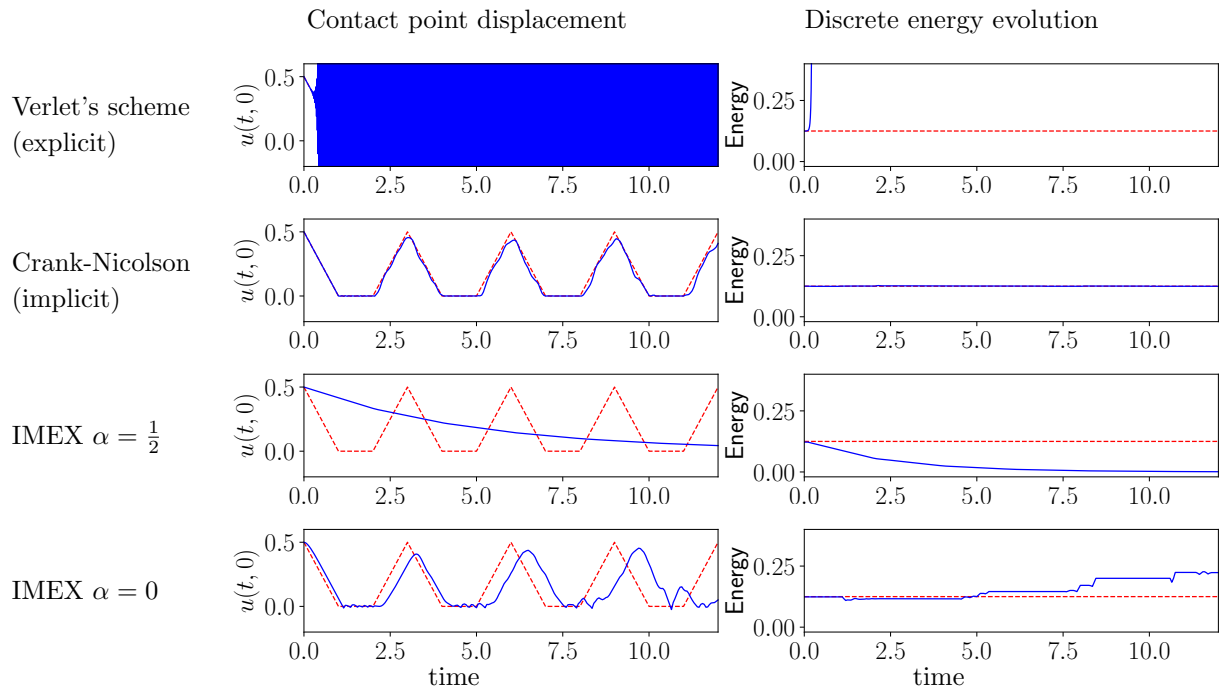 Contact point displacement
Discrete energy evolution
Verlet's scheme
(explicit)
u(t, 0)
0.5
0.0
0.0 2.5 5.0 7.5 10.0
Energy
0.25
0.00
0.0 2.5 5.0 7.5 10.0
Crank-Nicolson
(implicit)
u(t, 0)
0.5
0.0
0.0 2.5 5.0 7.5 10.0
Energy
0.25
0.00
0.0 2.5 5.0 7.5 10.0
IMEX α = 1/2
u(t, 0)
0.5
0.0
0.0 2.5 5.0 7.5 10.0
Energy
0.25
0.00
0.0 2.5 5.0 7.5 10.0
IMEX α = 0
u(t, 0)
0.5
0.0
0.0 2.5 5.0 7.5 10.0
time
Energy
0.25
0.00
0.0 2.5 5.0 7.5 10.0
time